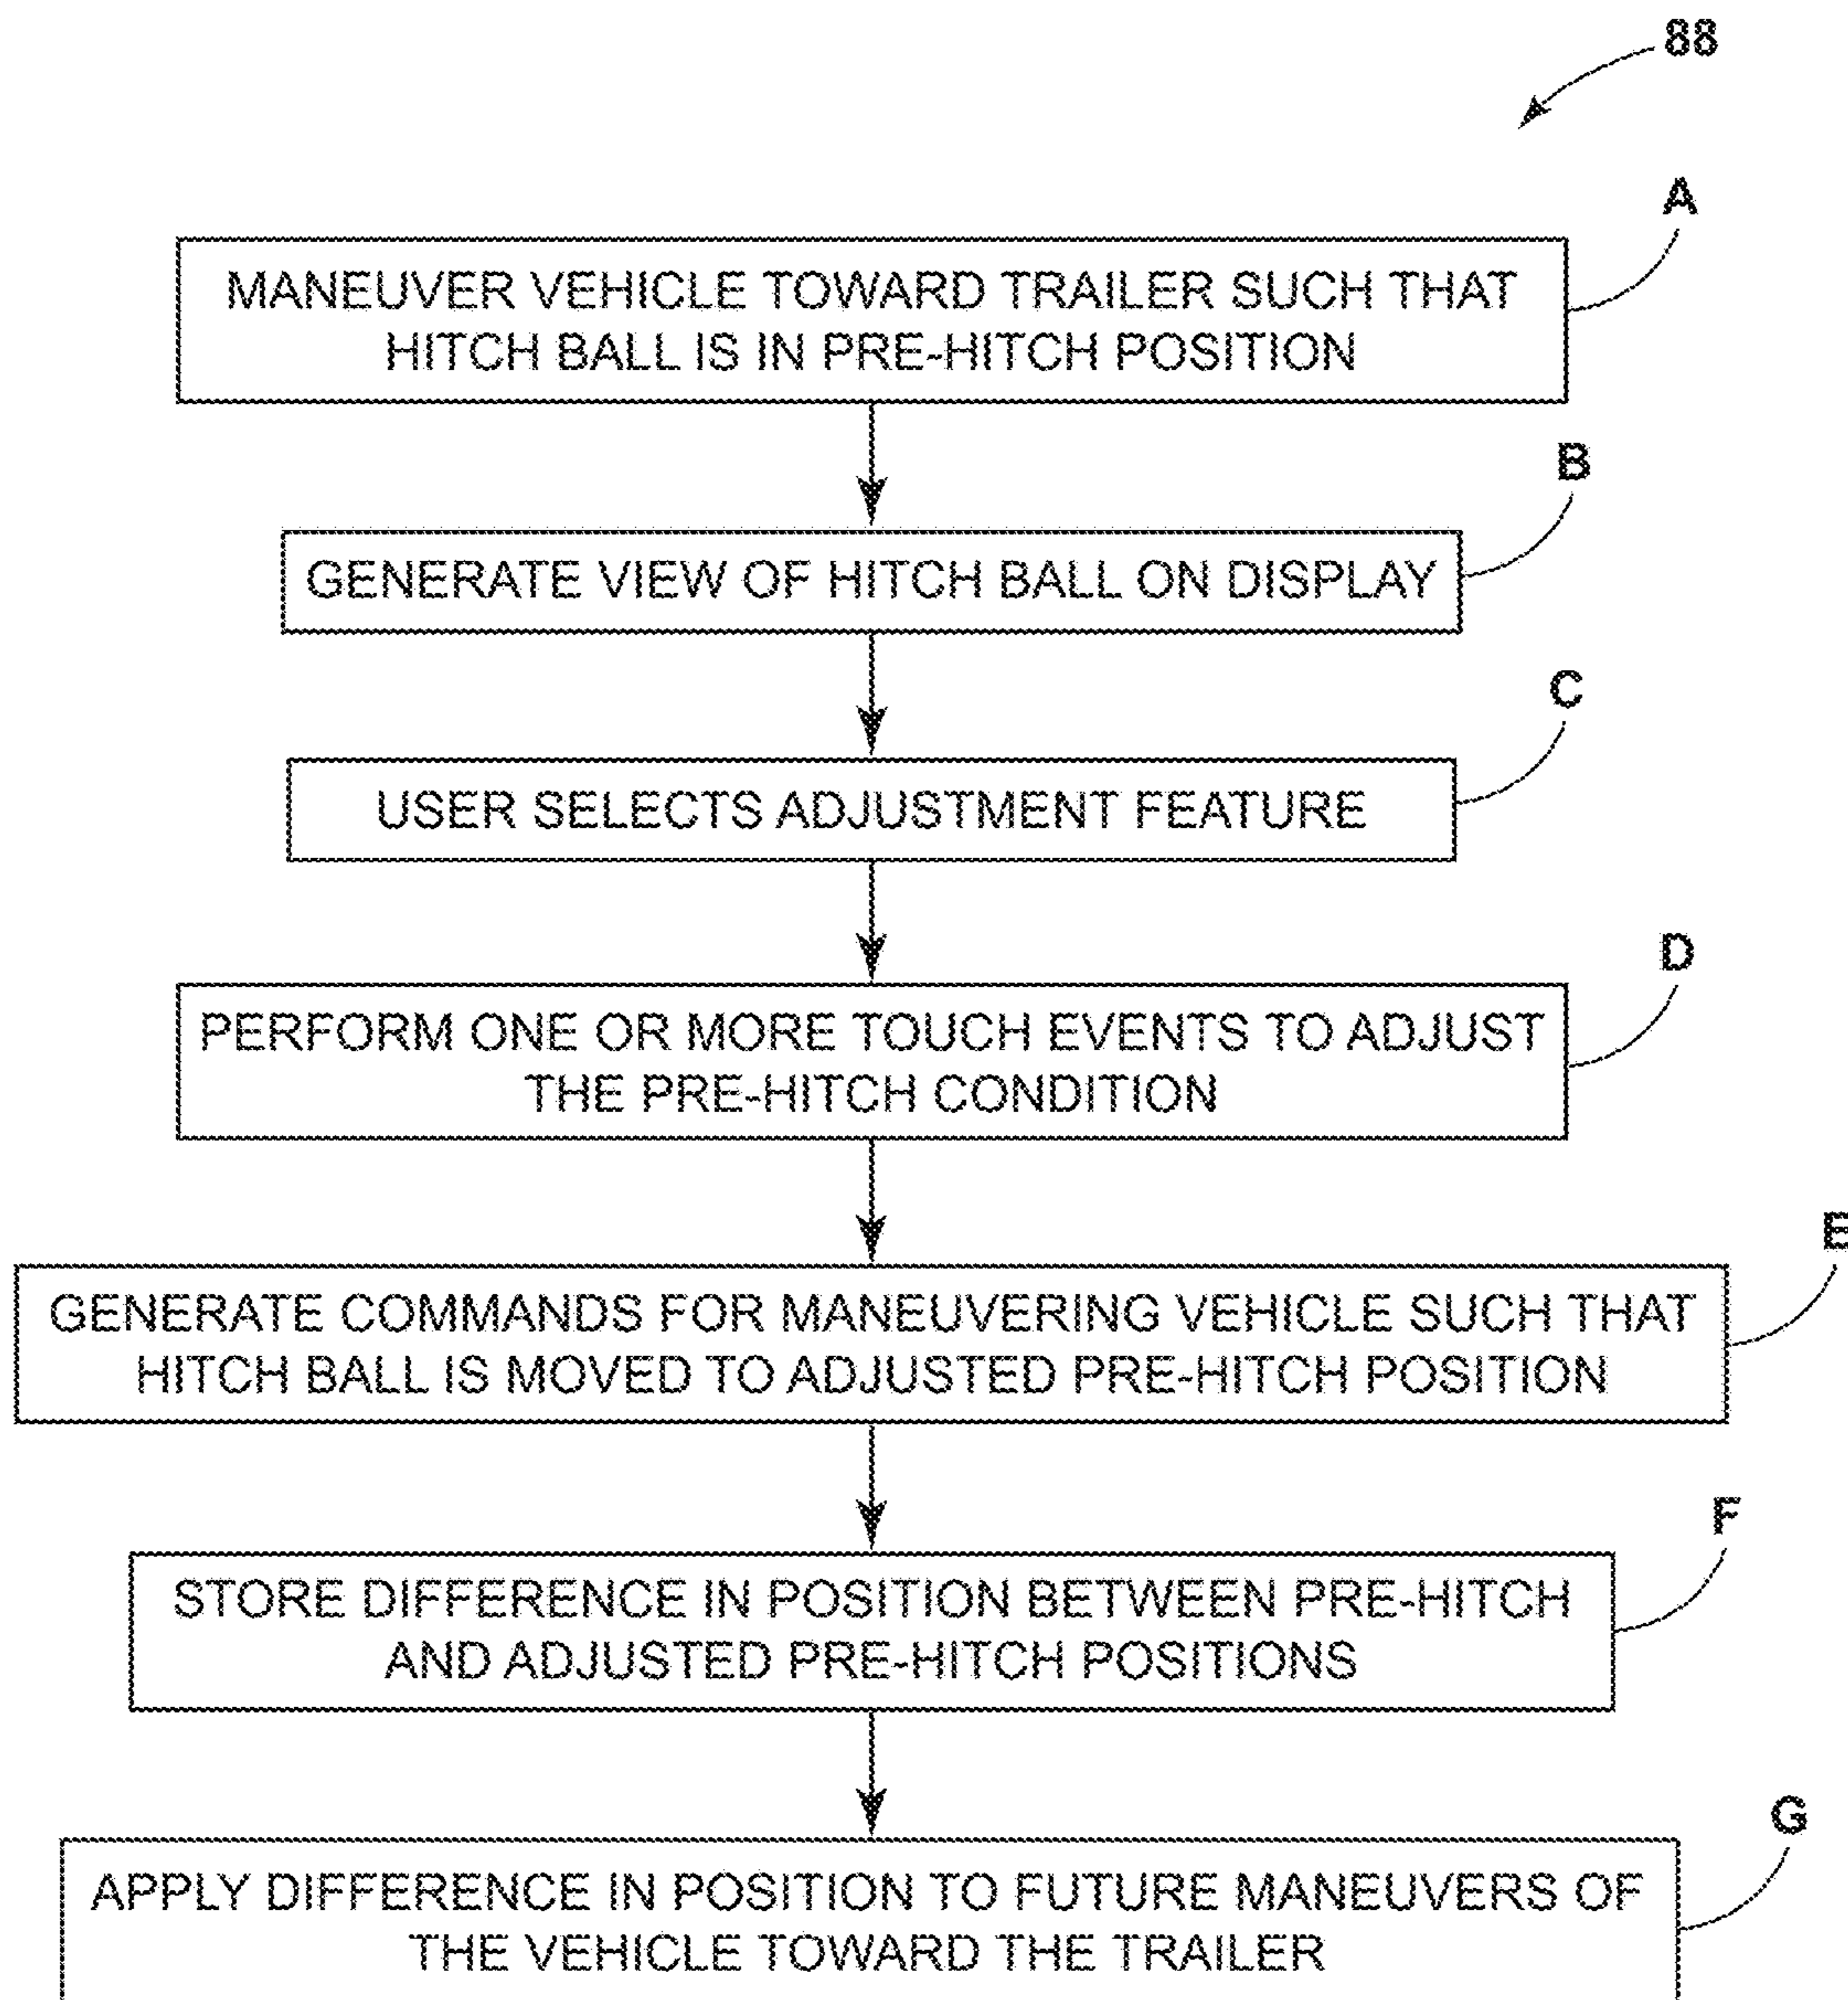 88
A
MANEUVER VEHICLE TOWARD TRAILER SUCH THAT
HITCH BALL IS IN PRE-HITCH POSITION
B
GENERATE VIEW OF HITCH BALL ON DISPLAY
C
USER SELECTS ADJUSTMENT FEATURE
D
PERFORM ONE OR MORE TOUCH EVENTS TO ADJUST
THE PRE-HITCH CONDITION
E
GENERATE COMMANDS FOR MANEUVERING VEHICLE SUCH THAT
HITCH BALL IS MOVED TO ADJUSTED PRE-HITCH POSITION
F
STORE DIFFERENCE IN POSITION BETWEEN PRE-HITCH
AND ADJUSTED PRE-HITCH POSITIONS
G
APPLY DIFFERENCE IN POSITION TO FUTURE MANEUVERS OF
THE VEHICLE TOWARD THE TRAILER